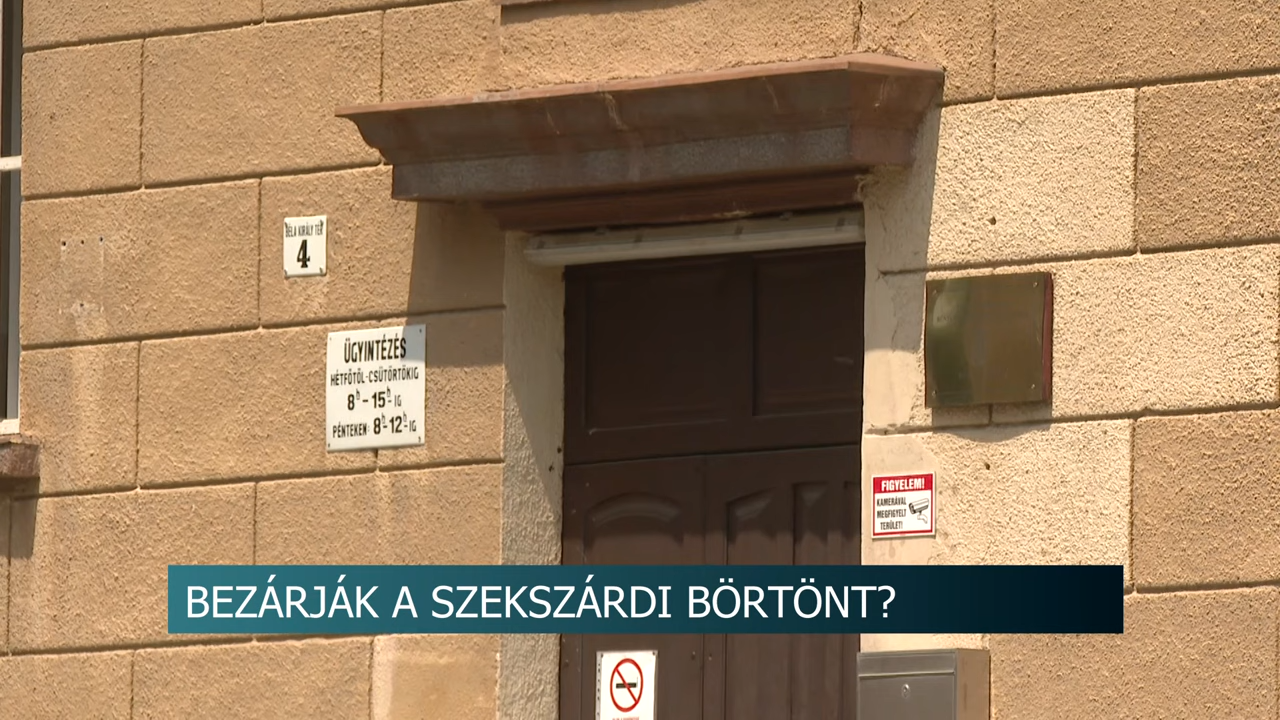 BÉLA KIRÁLY TÉR
4
ÜGYINTÉZÉS
HÉTFŐTŐL-CSÜTÖRTÖKIG
8h-15h-IG
PÉNTEKEN: 8h-12h-IG
FIGYELEM!
KAMERÁVAL
MEGFIGYELT
TERÜLET!
BEZÁRJÁK A SZEKSZÁRDI BÖRTÖNT?